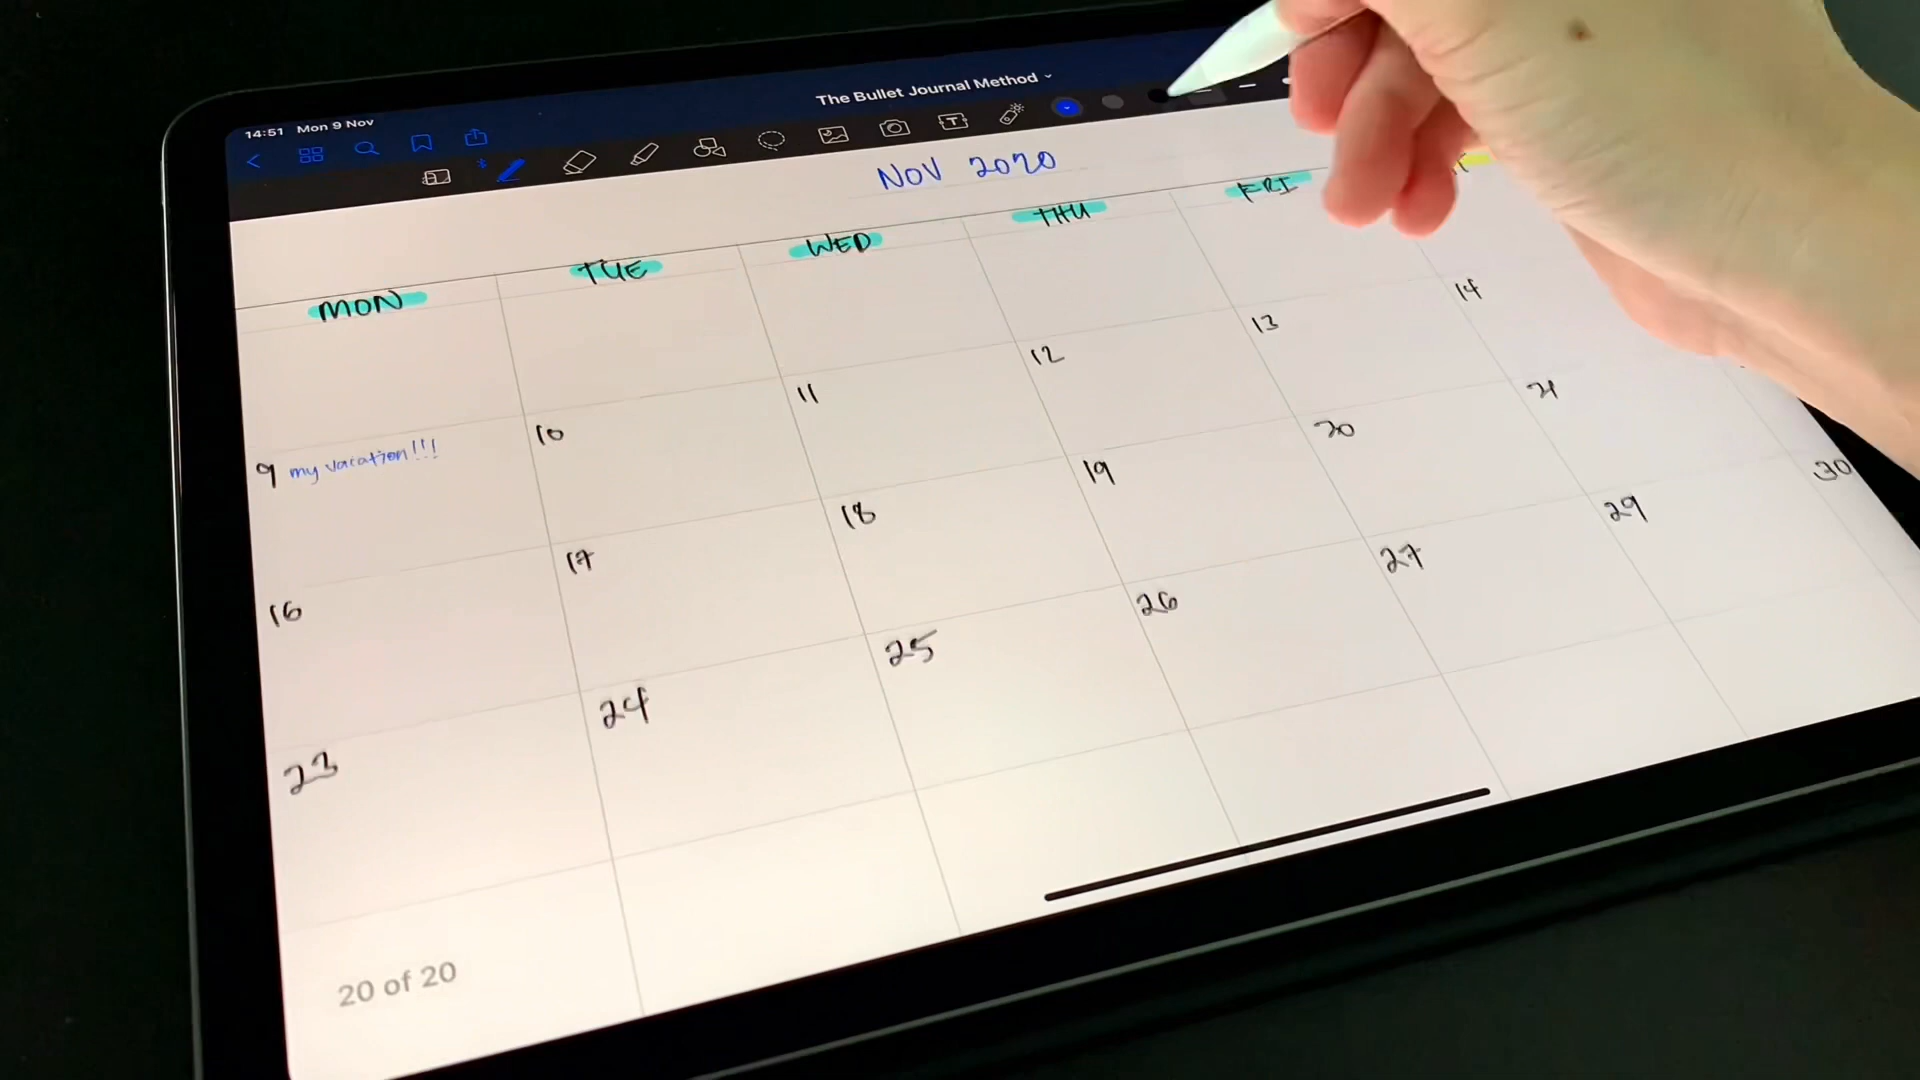 14:51 Mon 9 Nov
The Bullet Journal Method
NOV 2020
MON TUE WED THU FRI
9 my vacation!!! 10 11 12 13 14
16 17 18 19 20 21
23 24 25 26 27 29 30
20 of 20